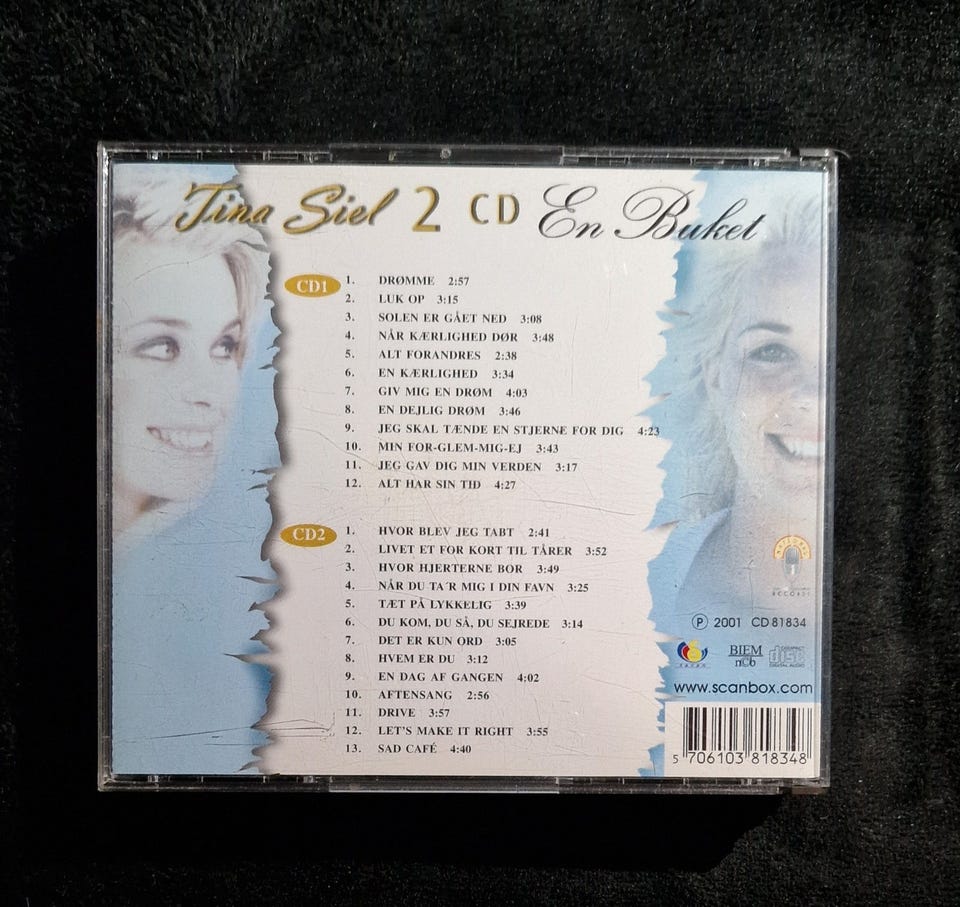 Tina Siel 2 CD En Buket
CD1
1. DRØMME 2:57
2. LUK OP 3:15
3. SOLEN ER GÅET NED 3:08
4. NÅR KÆRLIGHED DØR 3:48
5. ALT FORANDRES 2:38
6. EN KÆRLIGHED 3:34
7. GIV MIG EN DRØM 4:03
8. EN DEJLIG DRØM 3:46
9. JEG SKAL TÆNDE EN STJERNE FOR DIG 4:23
10. MIN FOR-GLEM-MIG-EJ 3:43
11. JEG GAV DIG MIN VERDEN 3:17
12. ALT HAR SIN TID 4:27
CD2
1. HVOR BLEV JEG TABT 2:41
2. LIVET ET FOR KORT TIL TÅRER 3:52
3. HVOR HJERTERNE BOR 3:49
4. NÅR DU TA´R MIG I DIN FAVN 3:25
5. TÆT PÅ LYKKELIG 3:39
6. DU KOM, DU SÅ, DU SEJREDE 3:14
7. DET ER KUN ORD 3:05
8. HVEM ER DU 3:12
9. EN DAG AF GANGEN 4:02
10. AFTENSANG 2:56
11. DRIVE 3:57
12. LET'S MAKE IT RIGHT 3:55
13. SAD CAFÉ 4:40
RECORDS
℗ 2001 CD 81834
BIEM
n©b
COMPACT
disc
DIGITAL AUDIO
www.scanbox.com
5 706103 818348